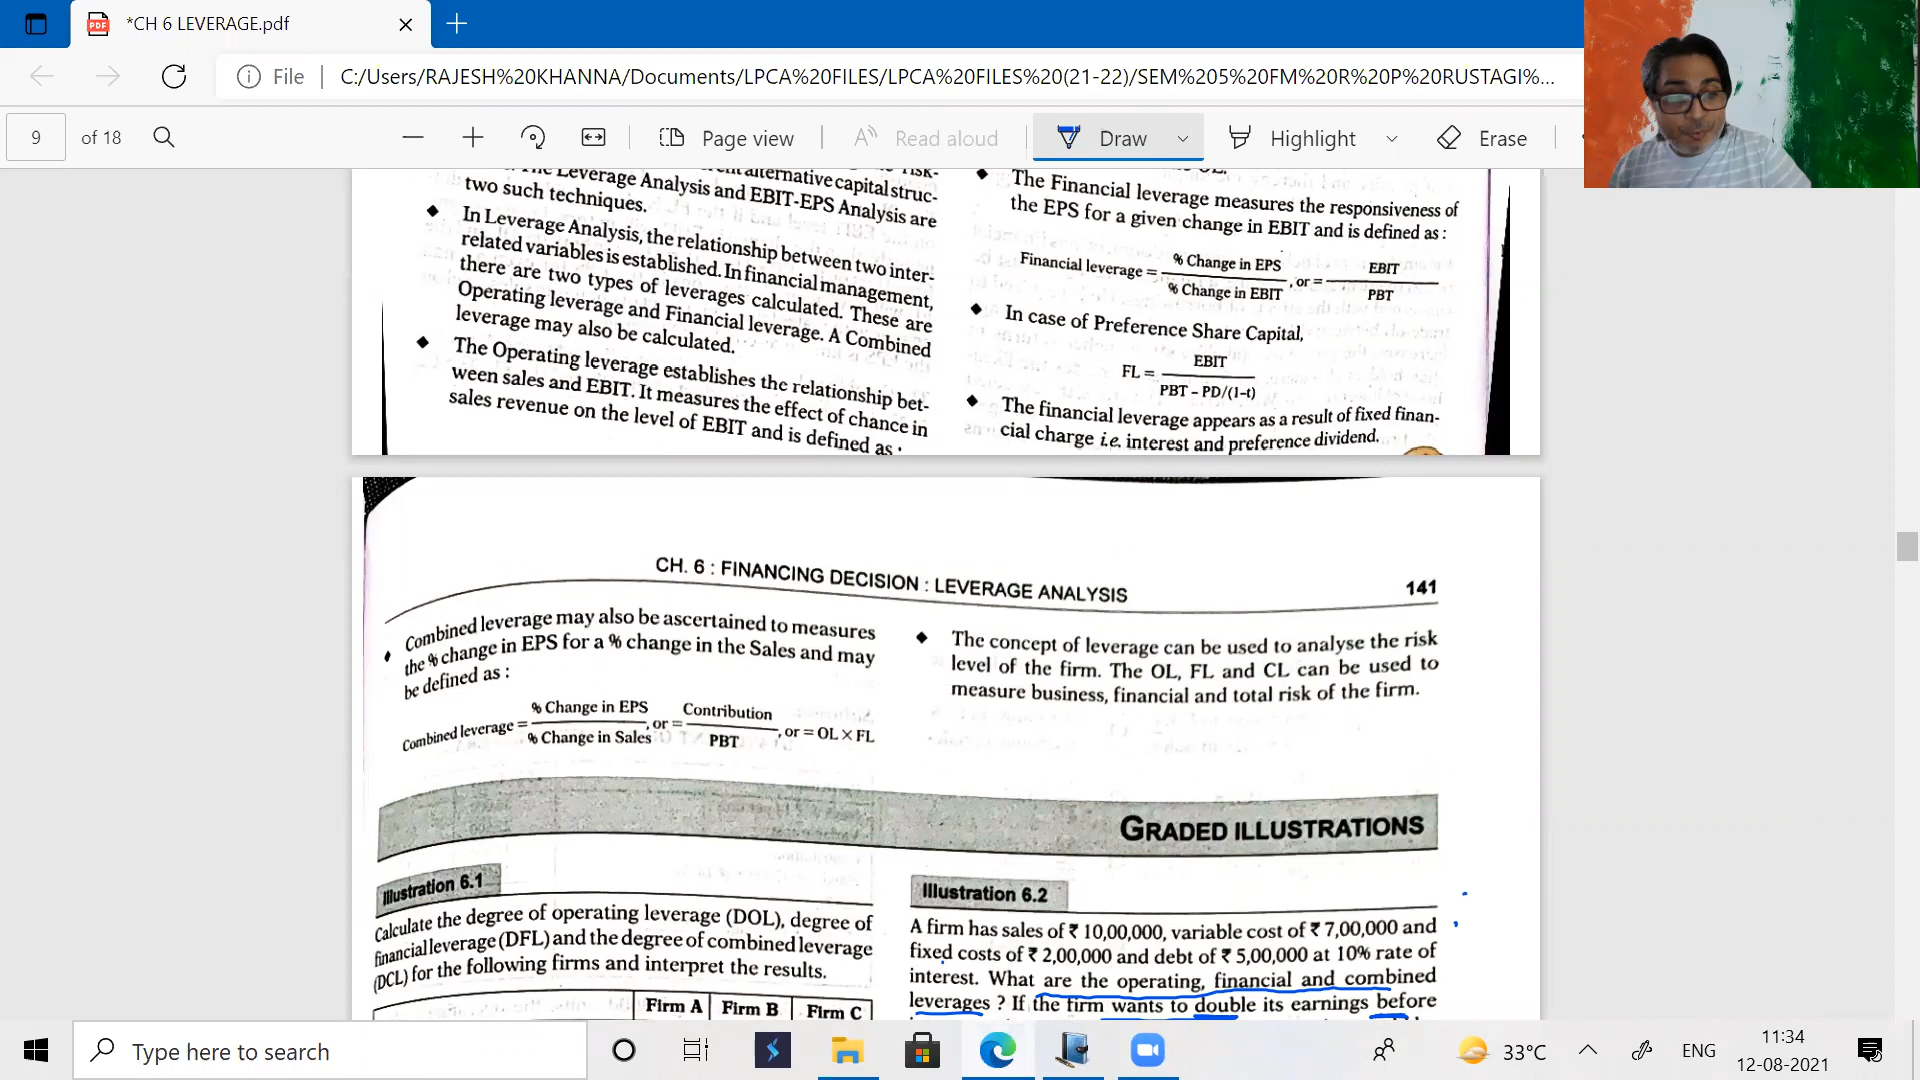 *CH 6 LEVERAGE.pdf
File
C:/Users/RAJESH%20KHANNA/Documents/LPCA%20FILES/LPCA%20FILES%20(21-22)/SEM%205%20FM%20R%20P%20RUSTAGI%...
9 of 18
Page view
Read aloud
Draw
Highlight
Erase
Leverage Analysis and EBIT-EPS Analysis are
two such techniques.
In Leverage Analysis, the relationship between two inter-
related variables is established. In financial management,
there are two types of leverages calculated. These are
Operating leverage and Financial leverage. A Combined
leverage may also be calculated.
The Operating leverage establishes the relationship bet-
ween sales and EBIT. It measures the effect of chance in
sales revenue on the level of EBIT and is defined as :
The Financial leverage measures the responsiveness of
the EPS for a given change in EBIT and is defined as :
Financial leverage = % Change in EPS / % Change in EBIT , or = EBIT / PBT
In case of Preference Share Capital,
FL = EBIT / PBT – PD/(1–t)
The financial leverage appears as a result of fixed finan-
cial charge i.e. interest and preference dividend.
CH. 6 : FINANCING DECISION : LEVERAGE ANALYSIS
141
Combined leverage may also be ascertained to measures
the % change in EPS for a % change in the Sales and may
be defined as :
Combined leverage = % Change in EPS / % Change in Sales , or = Contribution / PBT , or = OL × FL
The concept of leverage can be used to analyse the risk
level of the firm. The OL, FL and CL can be used to
measure business, financial and total risk of the firm.
GRADED ILLUSTRATIONS
Illustration 6.1
Calculate the degree of operating leverage (DOL), degree of
financial leverage (DFL) and the degree of combined leverage
(DCL) for the following firms and interpret the results.
Firm A Firm B Firm C
Illustration 6.2
A firm has sales of ₹ 10,00,000, variable cost of ₹ 7,00,000 and
fixed costs of ₹ 2,00,000 and debt of ₹ 5,00,000 at 10% rate of
interest. What are the operating, financial and combined
leverages ? If the firm wants to double its earnings before
Type here to search
33°C
ENG
11:34
12-08-2021